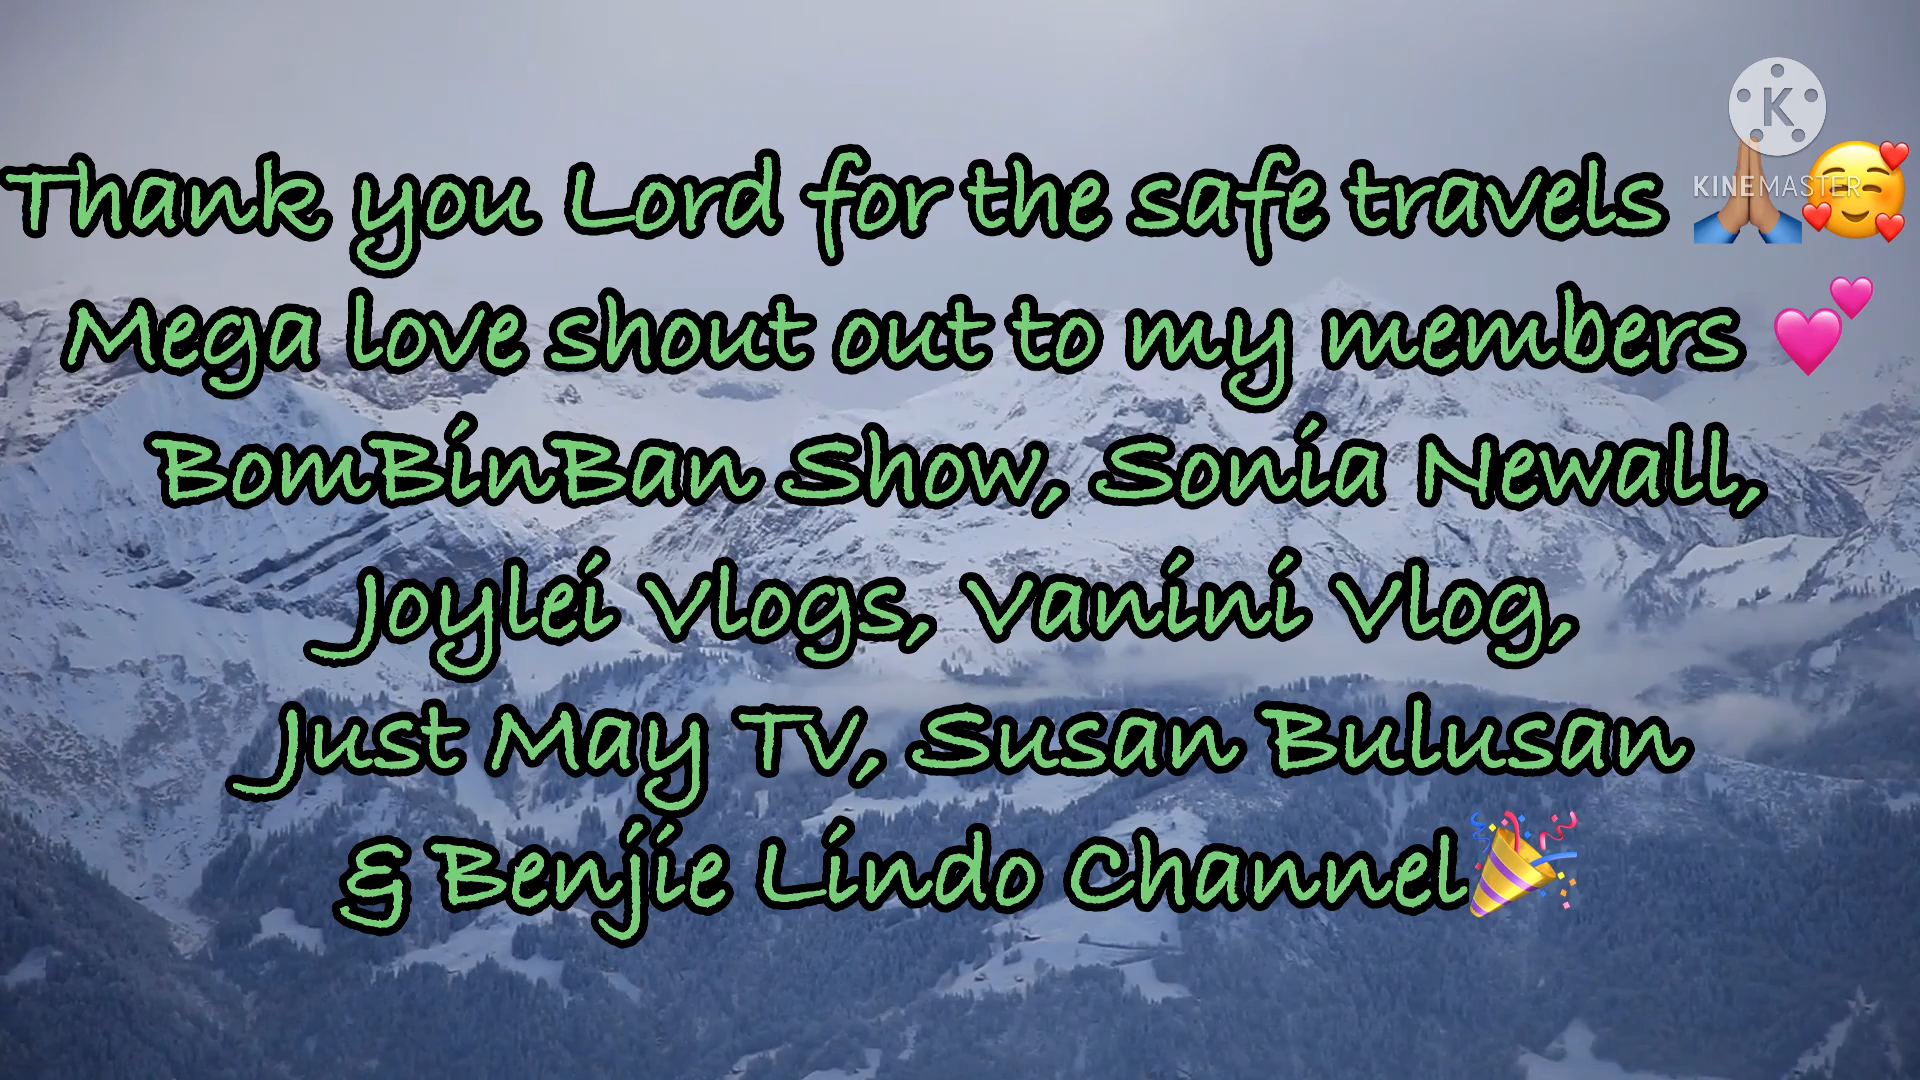 K
KINEMASTER
Thank you Lord for the safe travels 🙏🏽🥰
Mega love shout out to my members 💕
BomBinBan Show, Sonia Newall,
Joylei Vlogs, Vanini Vlog,
Just May TV, Susan Bulusan
& Benjie Lindo Channel🎉